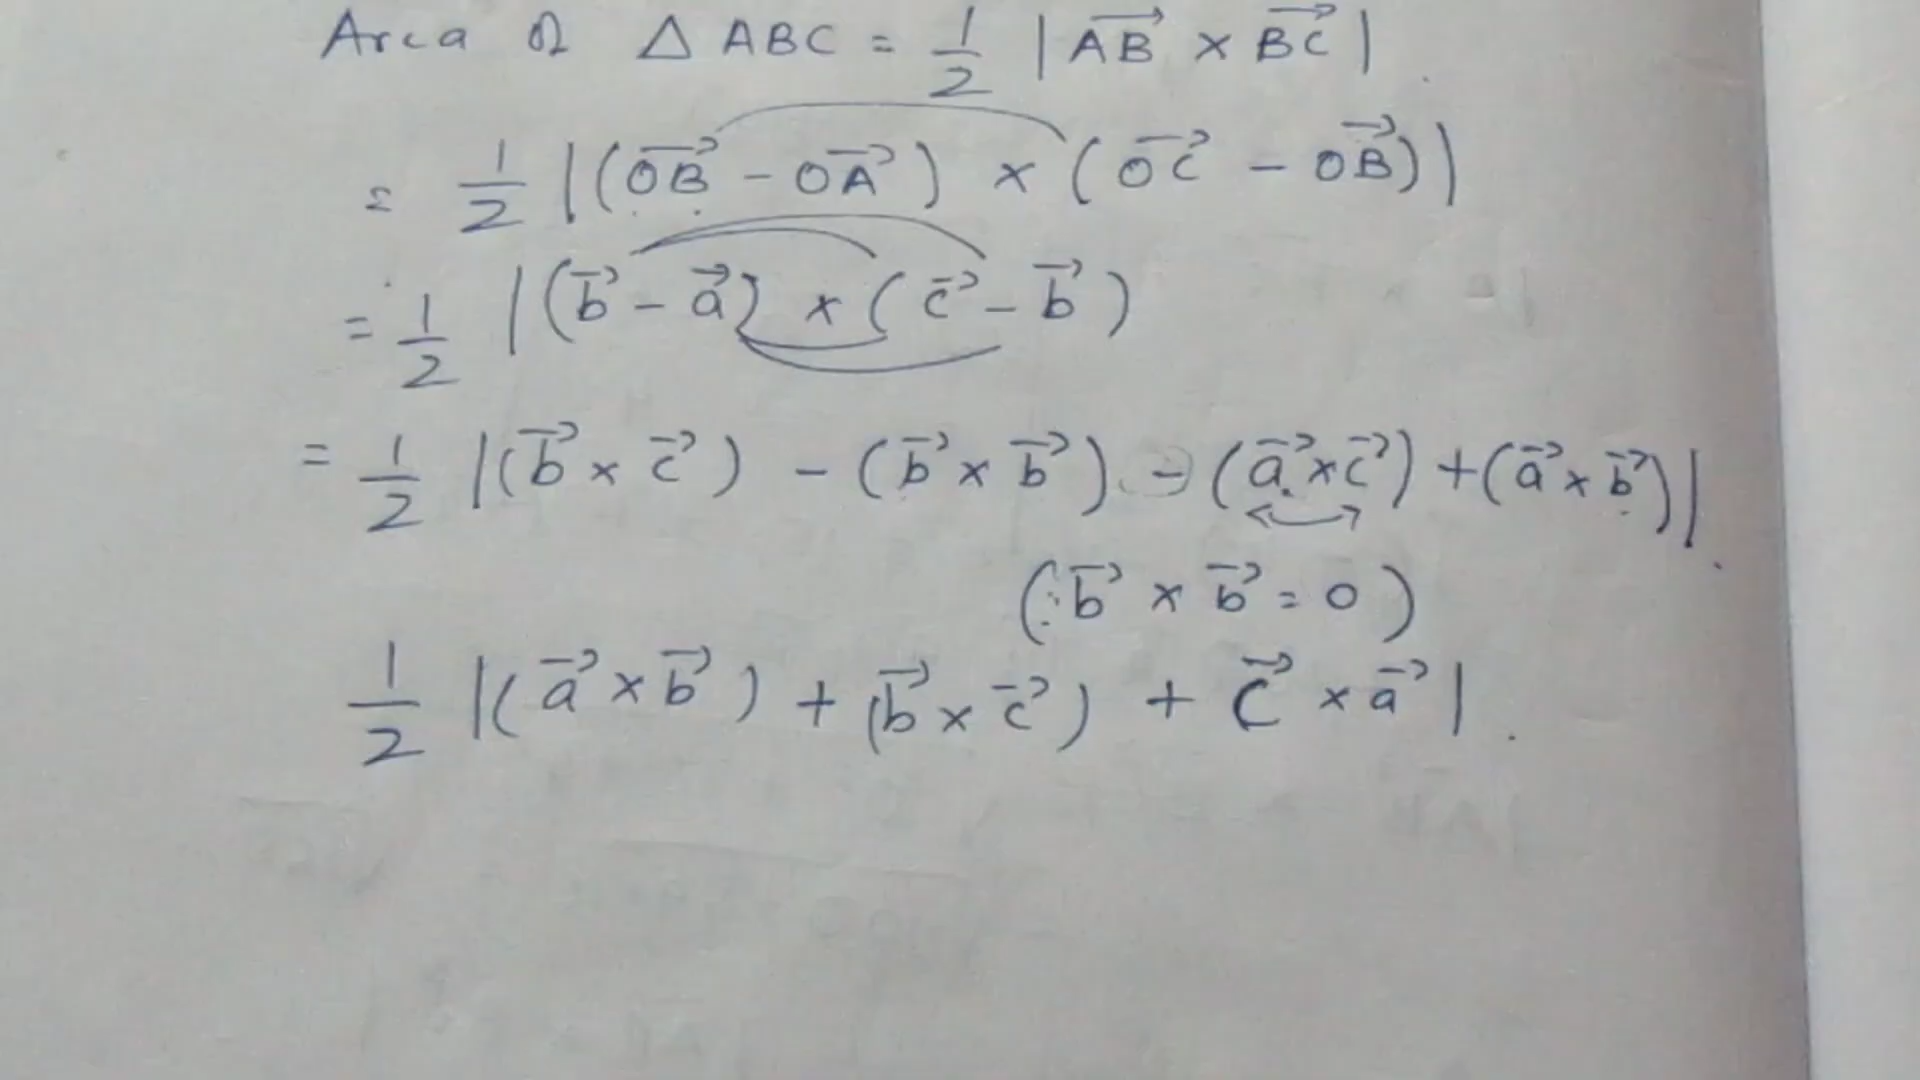 Area of △ ABC = 1/2 |AB⃗ × BC⃗|
= 1/2 |(OB⃗ - OA⃗) × (OC⃗ - OB⃗)|
= 1/2 |(b⃗ - a⃗) × (c⃗ - b⃗)
= 1/2 |(b⃗ × c⃗) - (b⃗ × b⃗) - (a⃗ × c⃗) + (a⃗ × b⃗)|
(∵ b⃗ × b⃗ = 0)
1/2 |(a⃗ × b⃗) + (b⃗ × c⃗) + c⃗ × a⃗|.